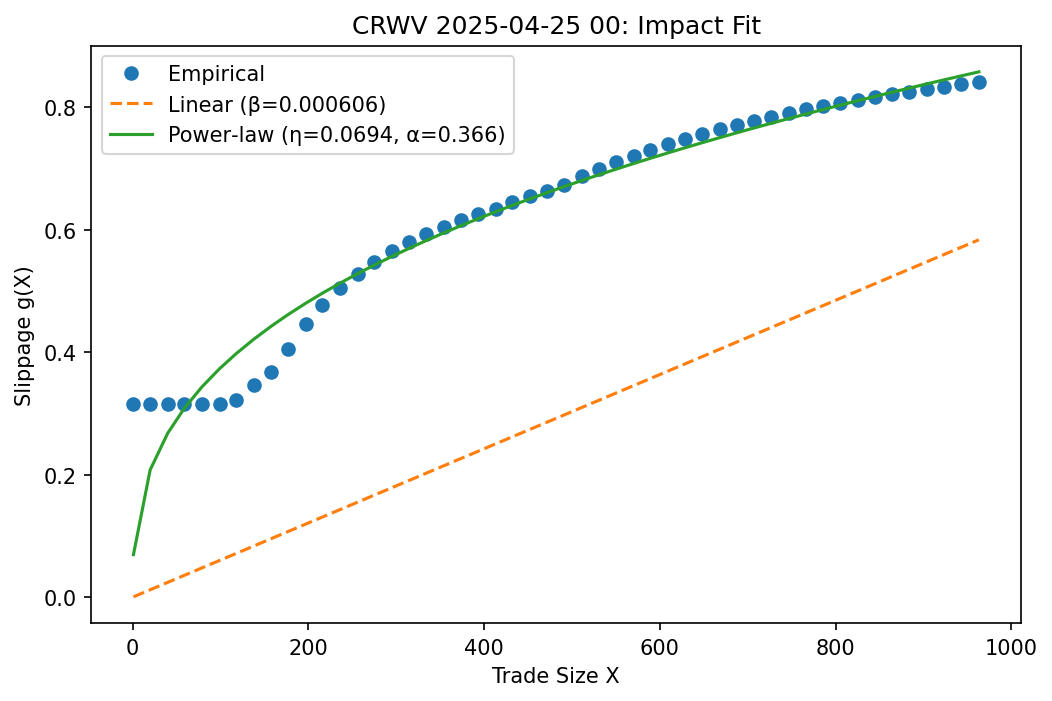 CRWV 2025-04-25 00: Impact Fit
Empirical
Linear (β=0.000606)
Power-law (η=0.0694, α=0.366)
Slippage g(X)
0.8
0.6
0.4
0.2
0.0
0 200 400 600 800 1000
Trade Size X